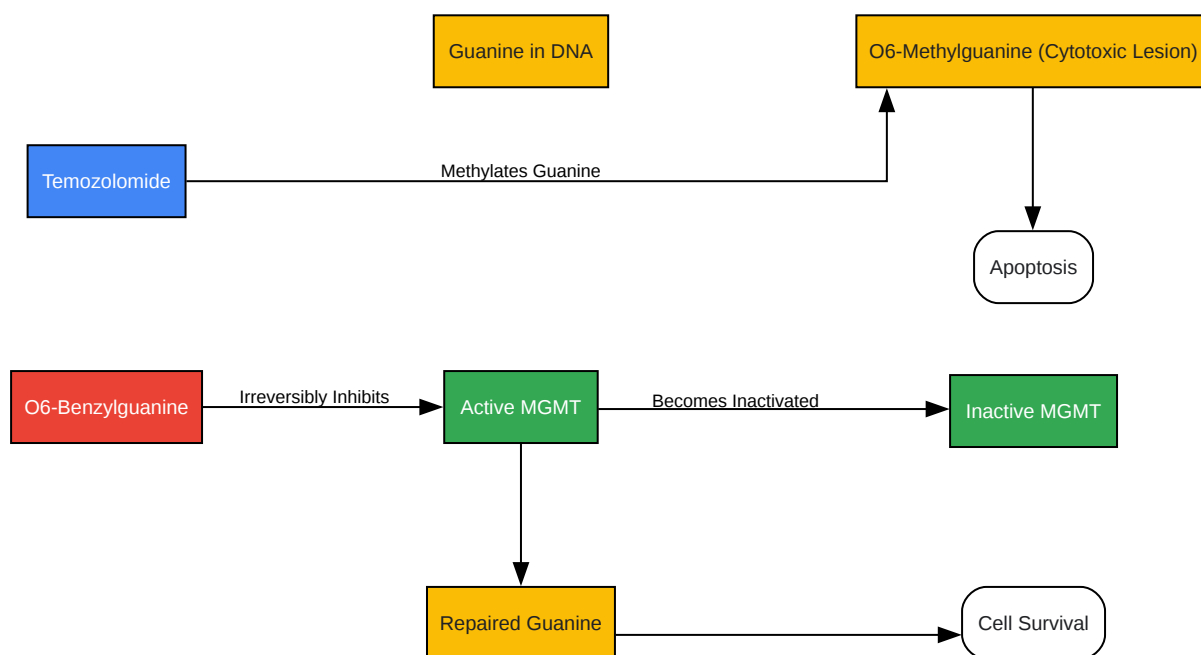 Guanine in DNA
O6-Methylguanine (Cytotoxic Lesion)
Methylates Guanine
Temozolomide
Apoptosis
O6-Benzylguanine
Irreversibly Inhibits
Active MGMT
Becomes Inactivated
Inactive MGMT
Repaired Guanine
Cell Survival